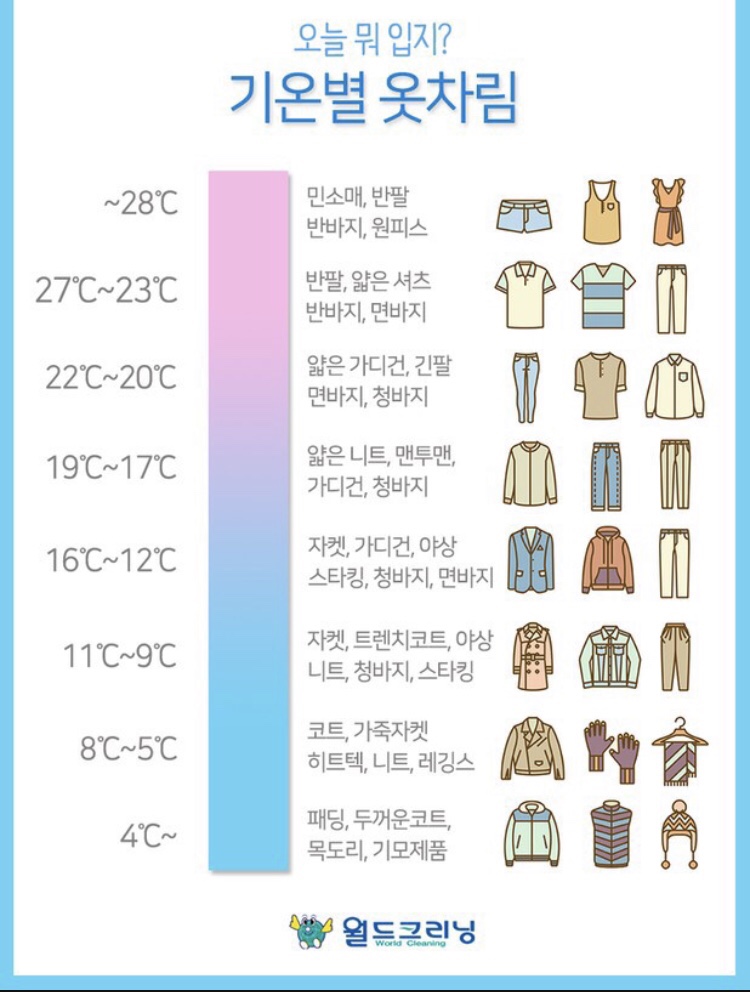 오늘 뭐 입지?
기온별 옷차림
~28℃
민소매, 반팔
반바지, 원피스
27℃~23℃
반팔, 얇은 셔츠
반바지, 면바지
22℃~20℃
얇은 가디건, 긴팔
면바지, 청바지
19℃~17℃
얇은 니트, 맨투맨,
가디건, 청바지
16℃~12℃
자켓, 가디건, 야상
스타킹, 청바지, 면바지
11℃~9℃
자켓, 트렌치코트, 야상
니트, 청바지, 스타킹
8℃~5℃
코트, 가죽자켓
히트텍, 니트, 레깅스
4℃~
패딩, 두꺼운코트,
목도리, 기모제품
월드크리닝
World Cleaning